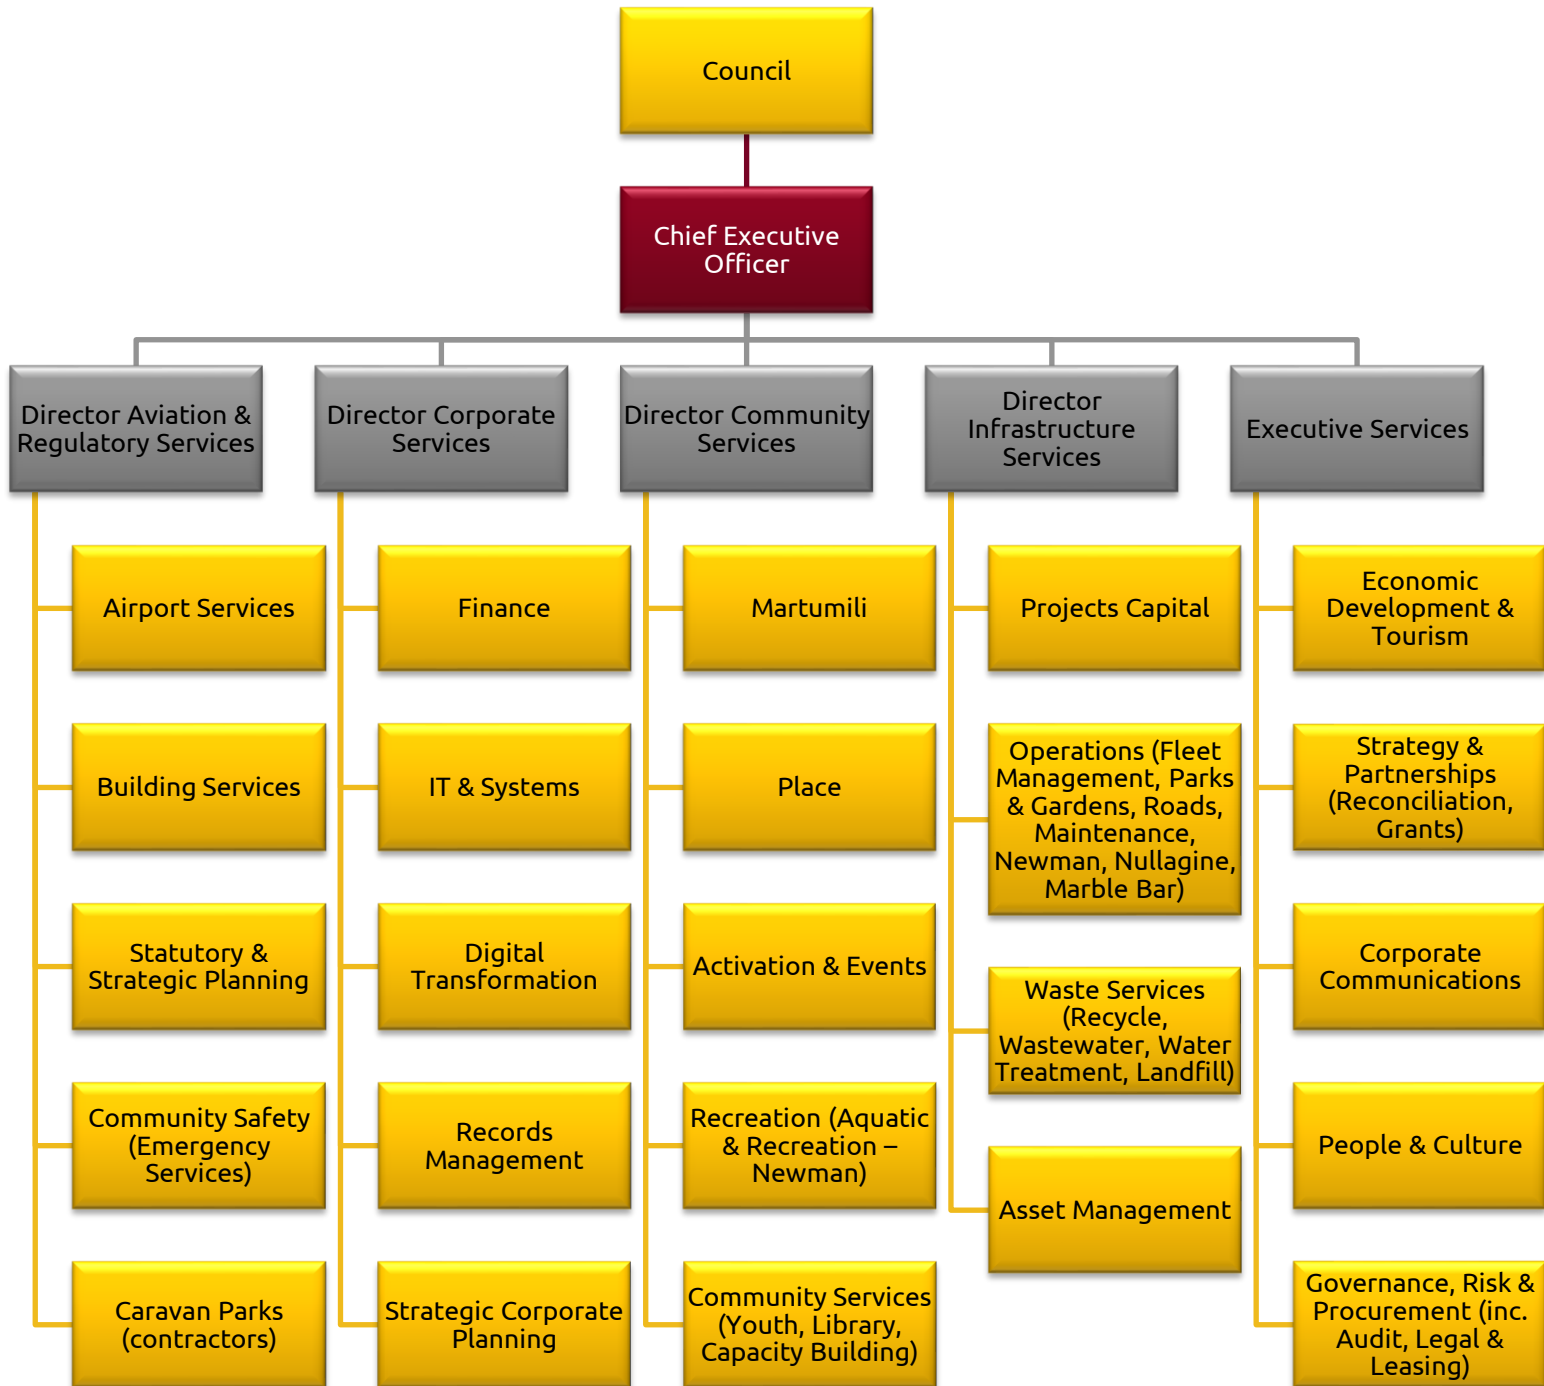 Council
Chief Executive
Officer
Director Aviation &
Regulatory Services
Director Corporate
Services
Director Community
Services
Director
Infrastructure
Services
Executive Services
Airport Services
Building Services
Statutory &
Strategic Planning
Community Safety
(Emergency
Services)
Caravan Parks
(contractors)
Finance
IT & Systems
Digital
Transformation
Records
Management
Strategic Corporate
Planning
Martumili
Place
Activation & Events
Recreation (Aquatic
& Recreation –
Newman)
Community Services
(Youth, Library,
Capacity Building)
Projects Capital
Operations (Fleet
Management, Parks
& Gardens, Roads,
Maintenance,
Newman, Nullagine,
Marble Bar)
Waste Services
(Recycle,
Wastewater, Water
Treatment, Landfill)
Asset Management
Economic
Development &
Tourism
Strategy &
Partnerships
(Reconciliation,
Grants)
Corporate
Communications
People & Culture
Governance, Risk &
Procurement (inc.
Audit, Legal &
Leasing)